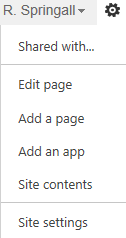 R. Springall
Shared with...
Edit page
Add a page
Add an app
Site contents
Site settings